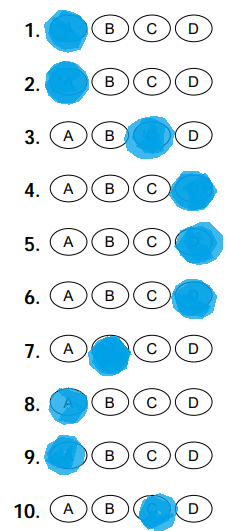 1. B C D
2. B C D
3. A B D
4. A B C
5. A B C
6. A B C
7. A C D
8. A B C D
9. B C D
10. A B D